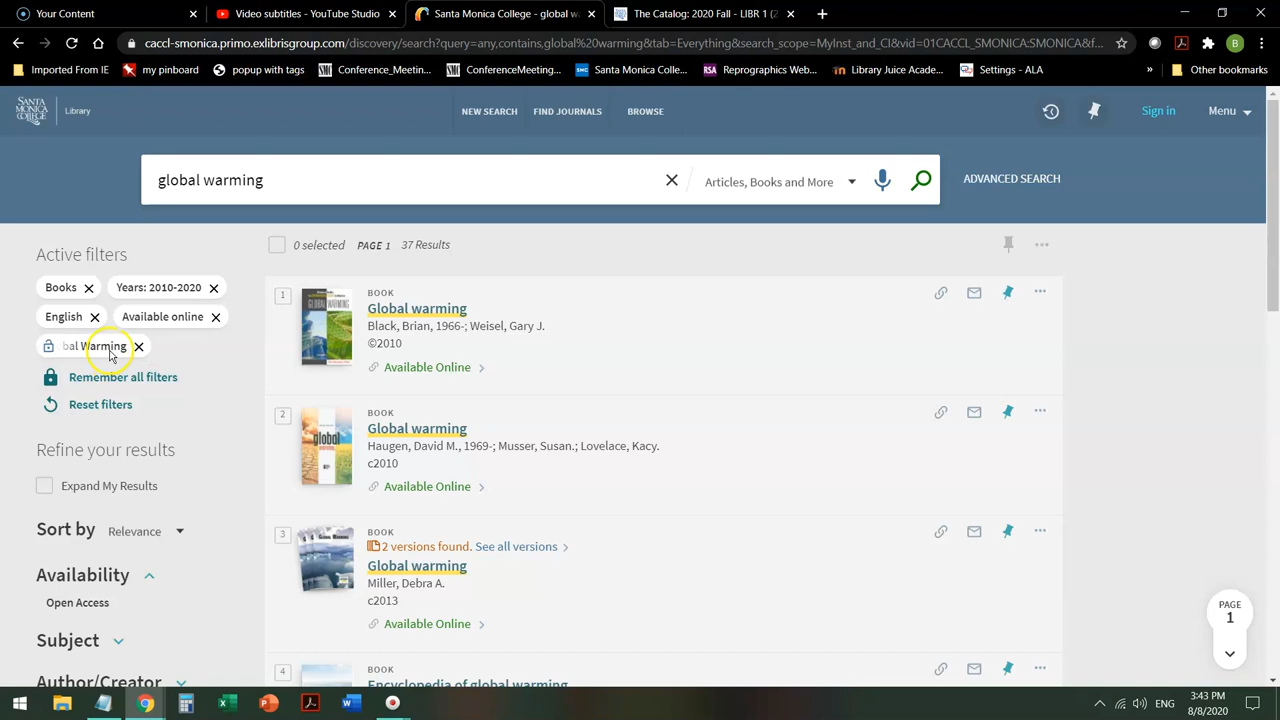 Your Content
Video subtitles - YouTube Studio
Santa Monica College - global w
The Catalog: 2020 Fall - LIBR 1 (2
caccl-smonica.primo.exlibrisgroup.com/discovery/search?query=any,contains,global%20warming&tab=Everything&search_scope=MyInst_and_CI&vid=01CACCL_SMONICA:SMONICA&f...
B
Imported From IE
my pinboard
popup with tags
Conference_Meetin...
ConferenceMeeting...
Santa Monica Colle...
Reprographics Web...
Library Juice Acade...
Settings - ALA
»
Other bookmarks
SANTA MONICA COLLEGE
Library
NEW SEARCH
FIND JOURNALS
BROWSE
Sign in
Menu
global warming
Articles, Books and More
ADVANCED SEARCH
Active filters
0 selected PAGE 1 37 Results
Books
Years: 2010-2020
English
Available online
bal Warming
Remember all filters
Reset filters
Refine your results
Expand My Results
Sort by Relevance
Availability
Open Access
Subject
Author/Creator
1
BOOK
Global warming
Black, Brian, 1966-; Weisel, Gary J.
©2010
Available Online
2
BOOK
Global warming
Haugen, David M., 1969-; Musser, Susan.; Lovelace, Kacy.
c2010
Available Online
3
BOOK
2 versions found. See all versions
Global warming
Miller, Debra A.
c2013
Available Online
4
BOOK
Encyclopedia of global warming
PAGE
1
ENG
3:43 PM
8/8/2020